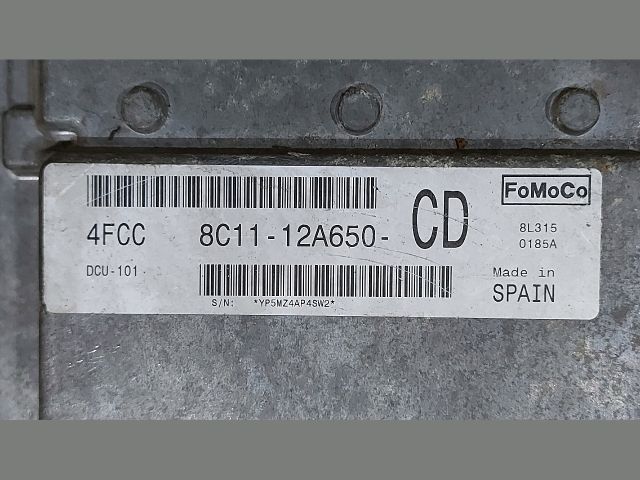 FoMoCo
4FCC 8C11-12A650-CD
8L315
0185A
DCU-101
Made in
SPAIN
S/N: *YP5MZ4AP4SW2*